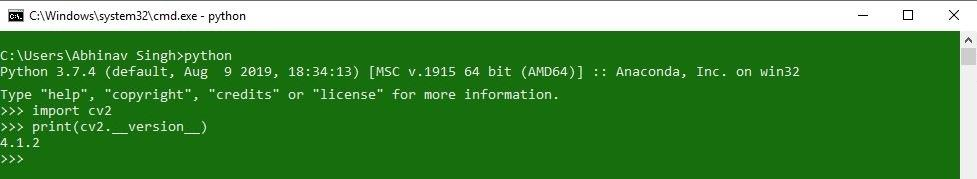 C:\Windows\system32\cmd.exe - python
C:\Users\Abhinav Singh>python
Python 3.7.4 (default, Aug  9 2019, 18:34:13) [MSC v.1915 64 bit (AMD64)] :: Anaconda, Inc. on win32
Type "help", "copyright", "credits" or "license" for more information.
>>> import cv2
>>> print(cv2.__version__)
4.1.2
>>>